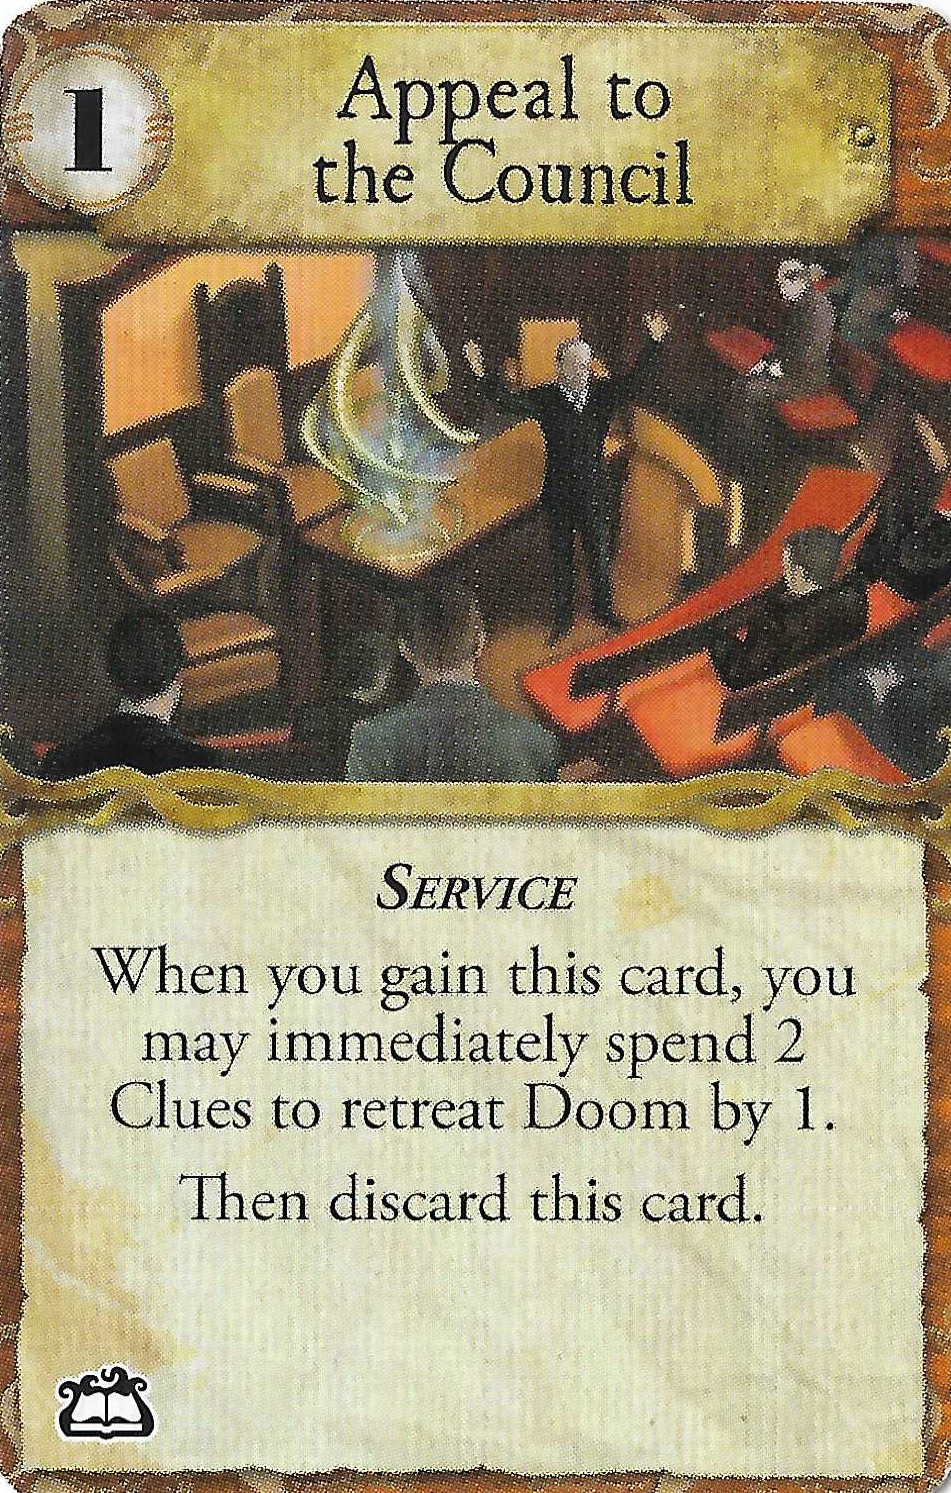 1
Appeal to
the Council
SERVICE
When you gain this card, you
may immediately spend 2
Clues to retreat Doom by 1.
Then discard this card.